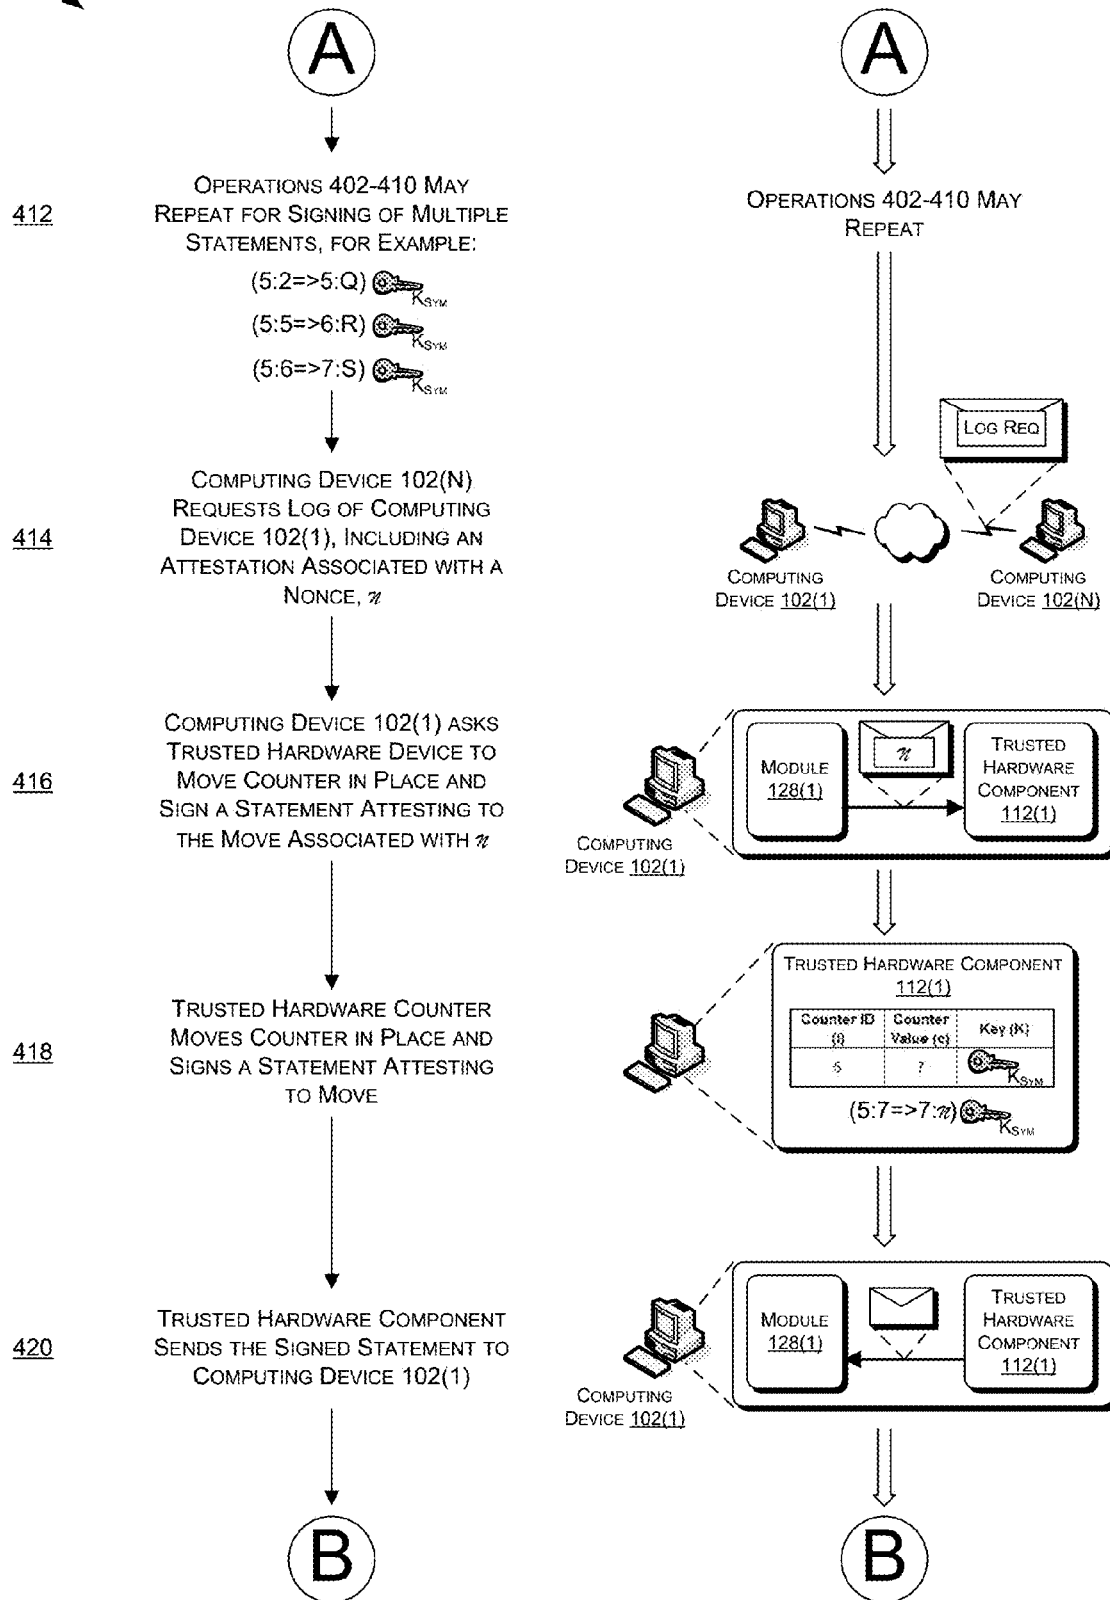 A
A
412
OPERATIONS 402-410 MAY
REPEAT FOR SIGNING OF MULTIPLE
STATEMENTS, FOR EXAMPLE:
(5:2=>5:Q) KSYM
(5:5=>6:R) KSYM
(5:6=>7:S) KSYM
OPERATIONS 402-410 MAY
REPEAT
414
COMPUTING DEVICE 102(N)
REQUESTS LOG OF COMPUTING
DEVICE 102(1), INCLUDING AN
ATTESTATION ASSOCIATED WITH A
NONCE, n
LOG REQ
COMPUTING
DEVICE 102(1)
COMPUTING
DEVICE 102(N)
416
COMPUTING DEVICE 102(1) ASKS
TRUSTED HARDWARE DEVICE TO
MOVE COUNTER IN PLACE AND
SIGN A STATEMENT ATTESTING TO
THE MOVE ASSOCIATED WITH n
COMPUTING
DEVICE 102(1)
MODULE
128(1)
n
TRUSTED
HARDWARE
COMPONENT
112(1)
418
TRUSTED HARDWARE COUNTER
MOVES COUNTER IN PLACE AND
SIGNS A STATEMENT ATTESTING
TO MOVE
TRUSTED HARDWARE COMPONENT
112(1)
Counter ID Counter Key (K)
(i) Value (c)
7 KSYM
(5:7=>7:n) KSYM
420
TRUSTED HARDWARE COMPONENT
SENDS THE SIGNED STATEMENT TO
COMPUTING DEVICE 102(1)
COMPUTING
DEVICE 102(1)
MODULE
128(1)
TRUSTED
HARDWARE
COMPONENT
112(1)
B
B